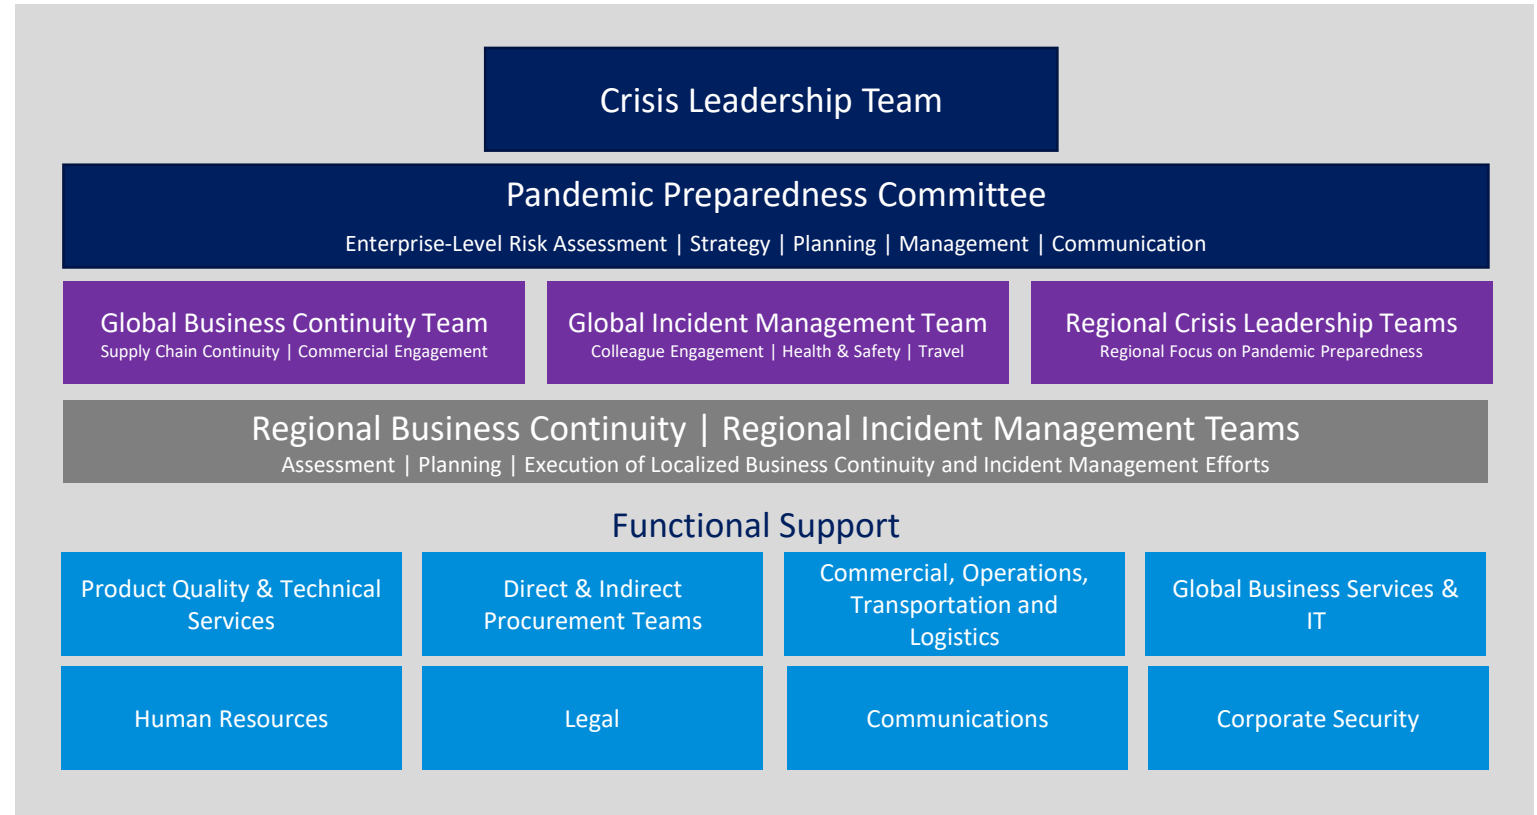 Crisis Leadership Team
Pandemic Preparedness Committee
Enterprise-Level Risk Assessment | Strategy | Planning | Management | Communication
Global Business Continuity Team
Supply Chain Continuity | Commercial Engagement
Global Incident Management Team
Colleague Engagement | Health & Safety | Travel
Regional Crisis Leadership Teams
Regional Focus on Pandemic Preparedness
Regional Business Continuity | Regional Incident Management Teams
Assessment | Planning | Execution of Localized Business Continuity and Incident Management Efforts
Functional Support
Product Quality & Technical
Services
Direct & Indirect
Procurement Teams
Commercial, Operations,
Transportation and
Logistics
Global Business Services &
IT
Human Resources
Legal
Communications
Corporate Security